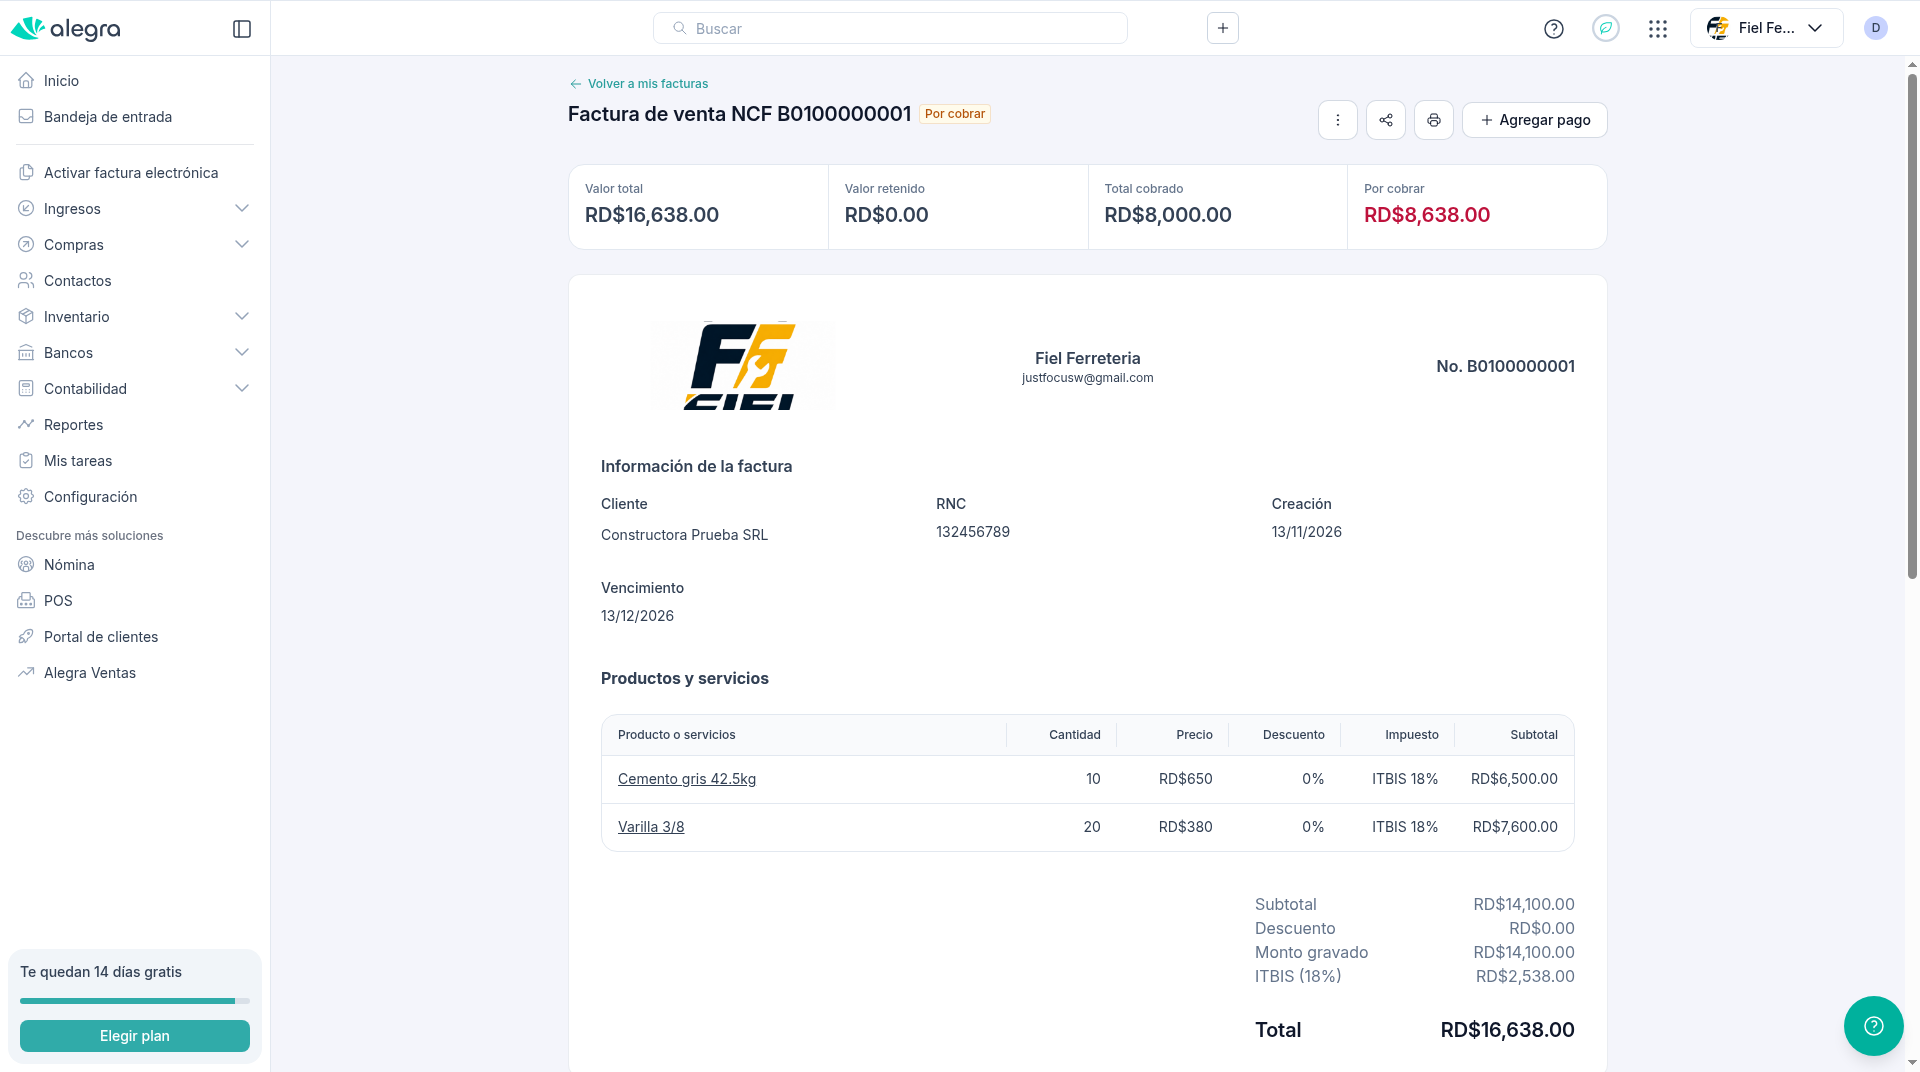 alegra
Buscar
Fiel Fe...
D
Inicio
Bandeja de entrada
Activar factura electrónica
Ingresos
Compras
Contactos
Inventario
Bancos
Contabilidad
Reportes
Mis tareas
Configuración
Descubre más soluciones
Nómina
POS
Portal de clientes
Alegra Ventas
Te quedan 14 días gratis
Elegir plan
Volver a mis facturas
Factura de venta NCF B0100000001 Por cobrar
Agregar pago
Valor total Valor retenido Total cobrado Por cobrar
RD$16,638.00 RD$0.00 RD$8,000.00 RD$8,638.00
FF
Fiel Ferreteria
justfocusw@gmail.com
No. B0100000001
Información de la factura
Cliente RNC Creación
Constructora Prueba SRL 132456789 13/11/2026
Vencimiento
13/12/2026
Productos y servicios
Producto o servicios Cantidad Precio Descuento Impuesto Subtotal
Cemento gris 42.5kg 10 RD$650 0% ITBIS 18% RD$6,500.00
Varilla 3/8 20 RD$380 0% ITBIS 18% RD$7,600.00
Subtotal RD$14,100.00
Descuento RD$0.00
Monto gravado RD$14,100.00
ITBIS (18%) RD$2,538.00
Total RD$16,638.00